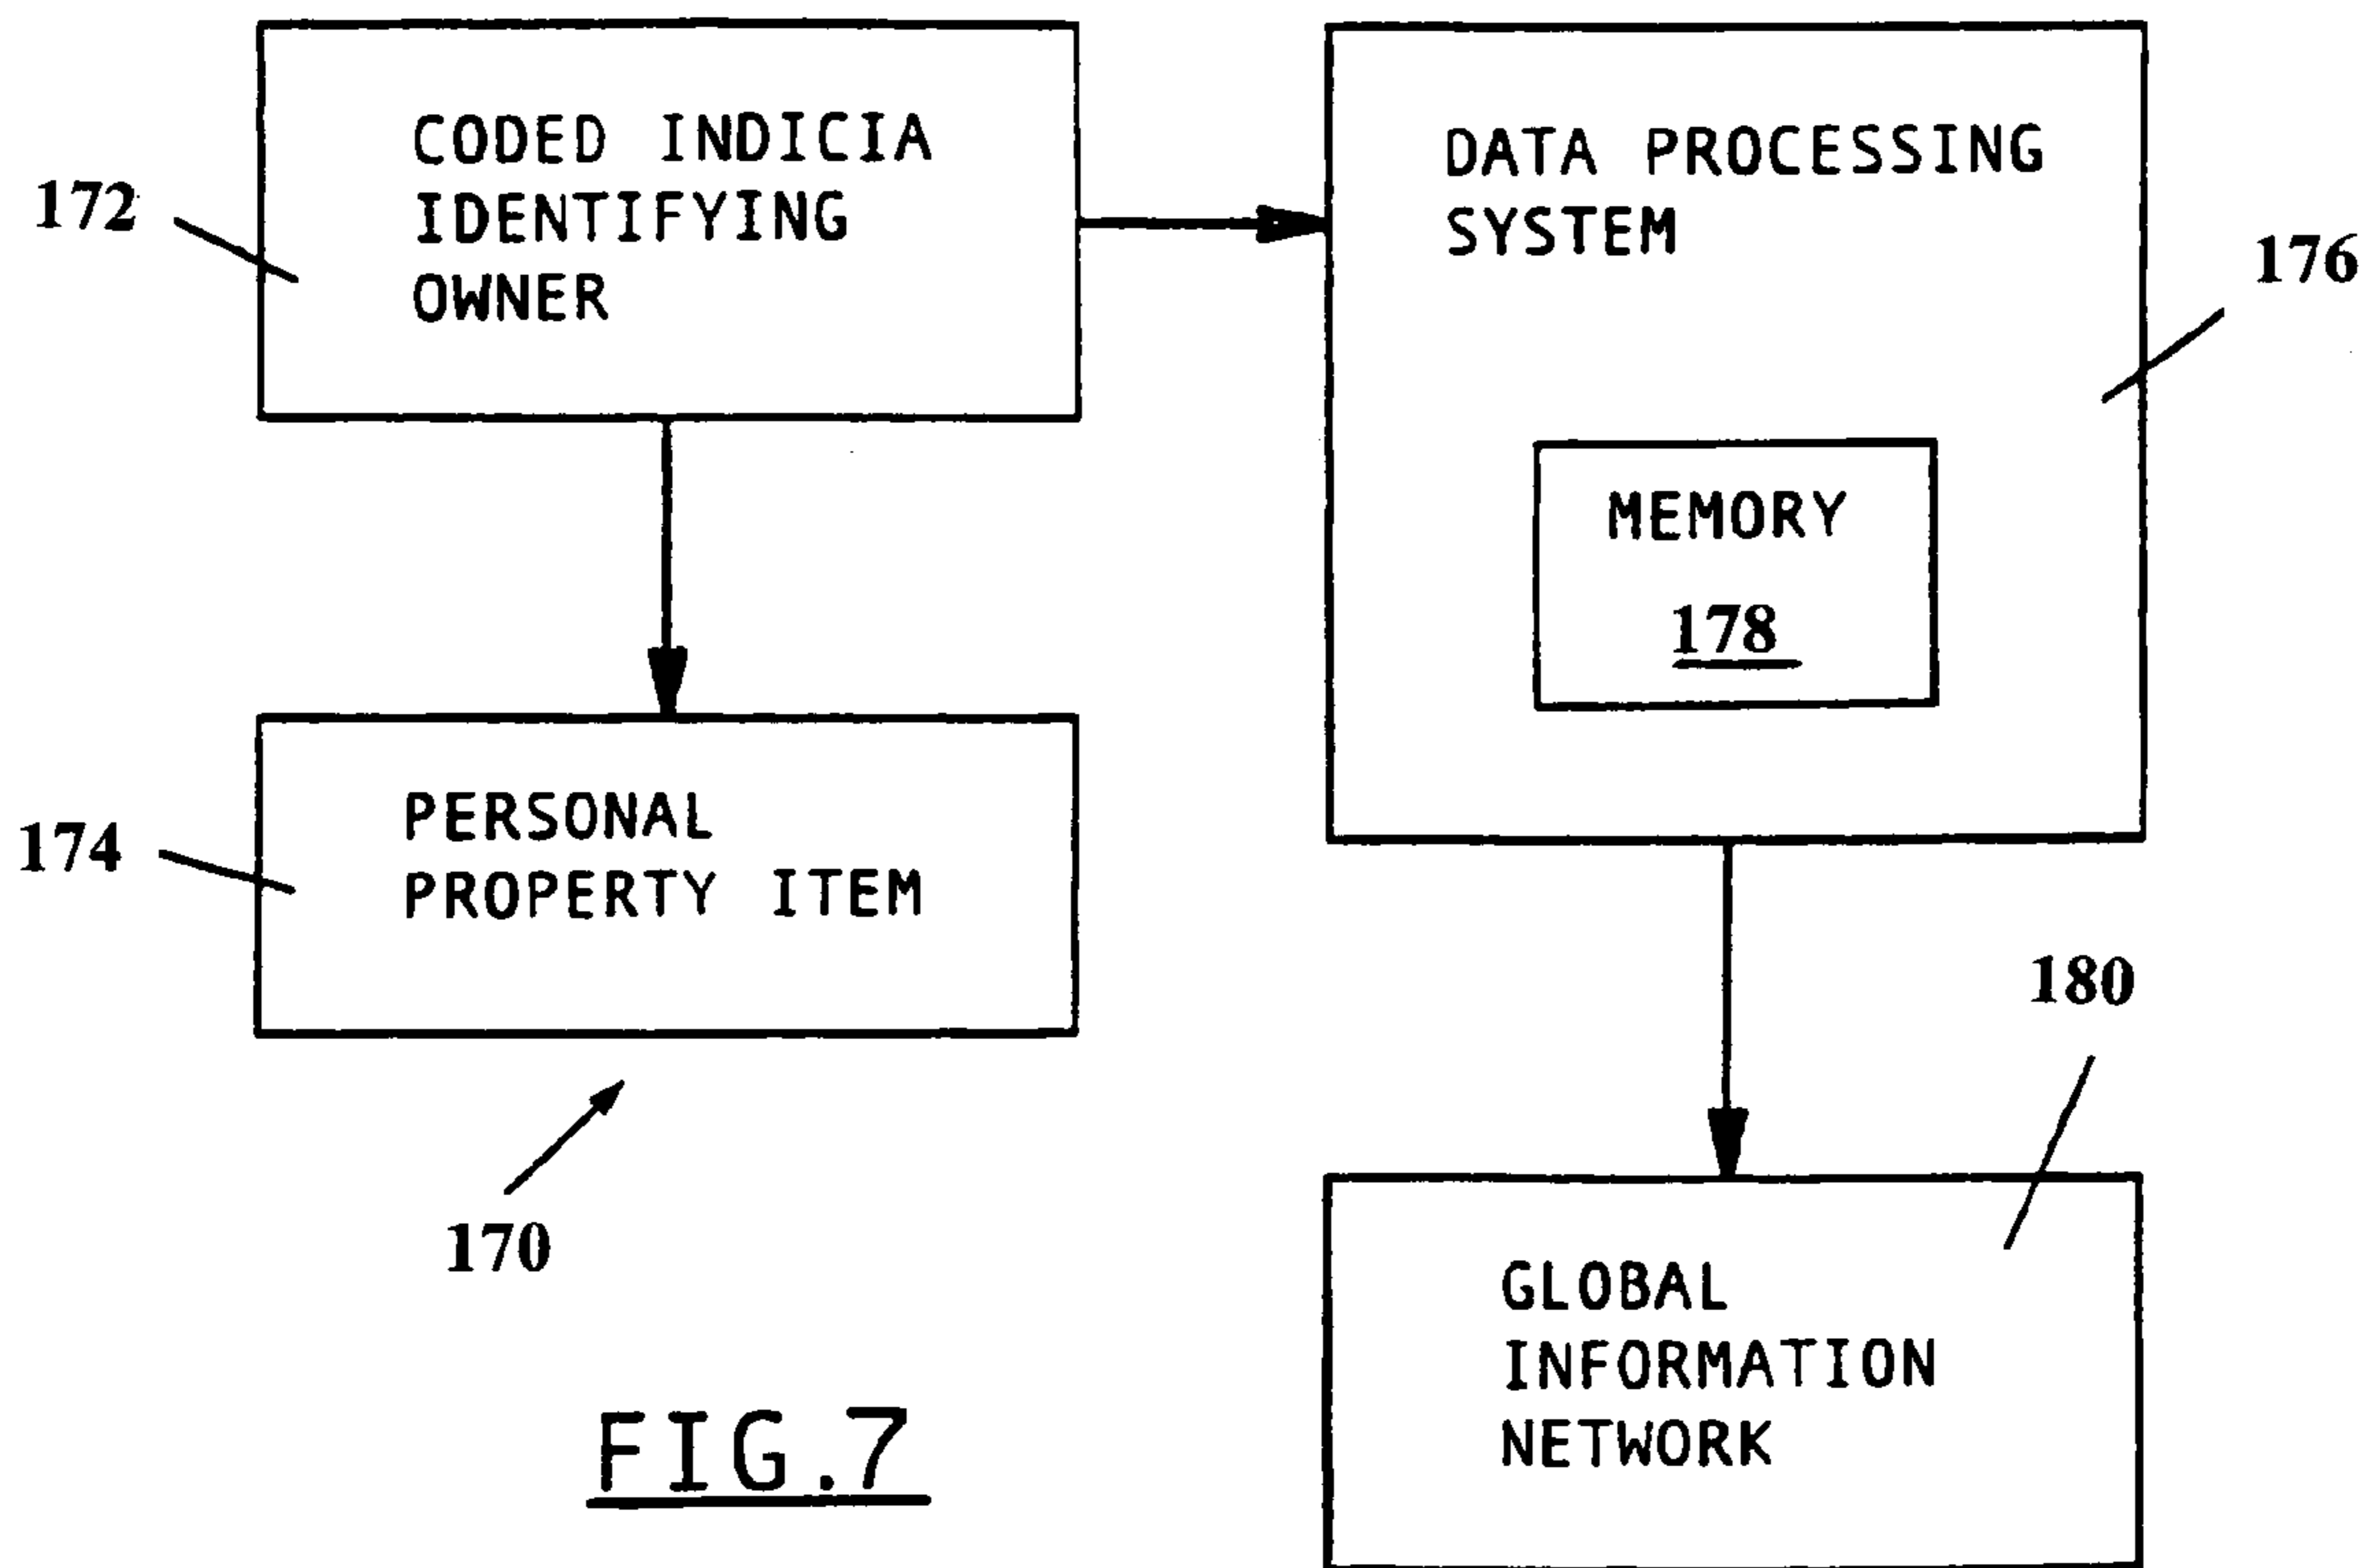 CODED INDICIA
IDENTIFYING
OWNER
172
DATA PROCESSING
SYSTEM
176
MEMORY
178
PERSONAL
PROPERTY ITEM
174
170
180
GLOBAL
INFORMATION
NETWORK
FIG.7